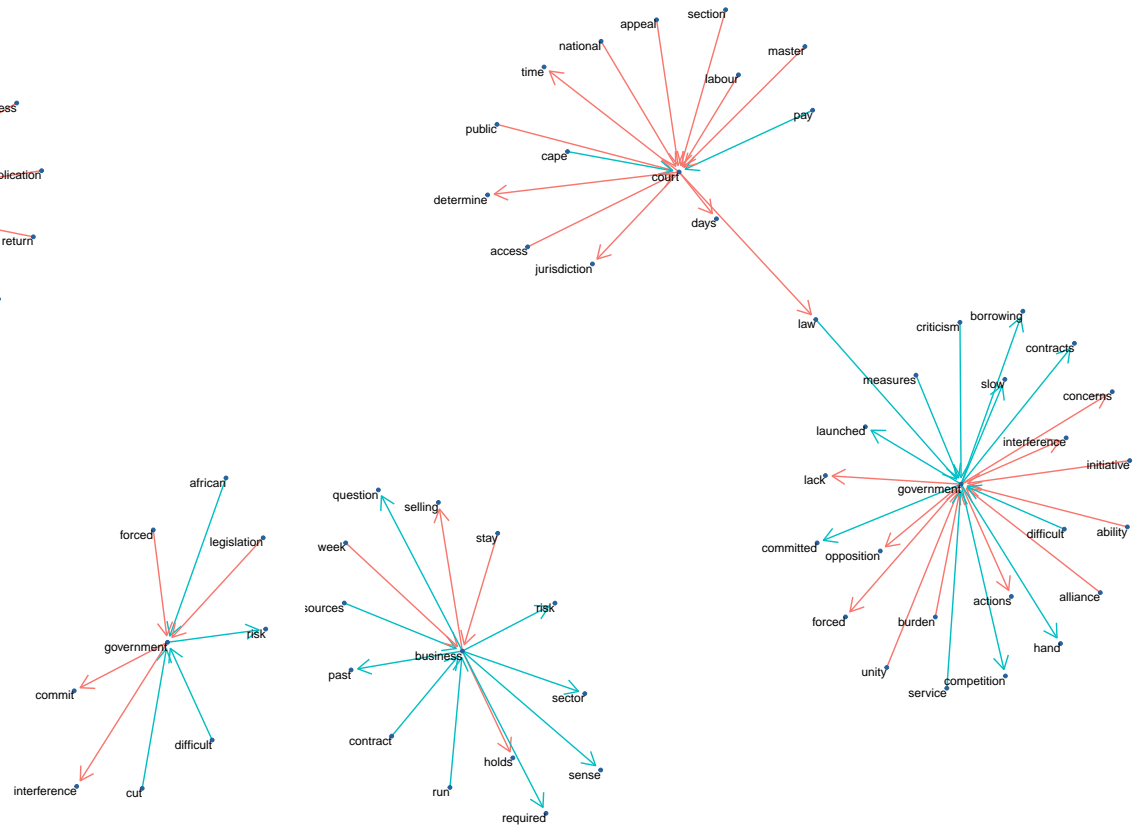 section
appeal
national
master
time
labour
ess
pay
public
cape
plication
court
determine
days
return
access
jurisdiction
borrowing
law
criticism
contracts
measures
slow
concerns
launched
interference
initiative
lack
african
government
question
selling
forced
stay
ability
difficult
legislation
week
committed
opposition
alliance
actions
sources
risk
forced
burden
risk
government
hand
business
past
unity
competition
service
commit
sector
contract
difficult
holds
sense
interference
cut
run
required